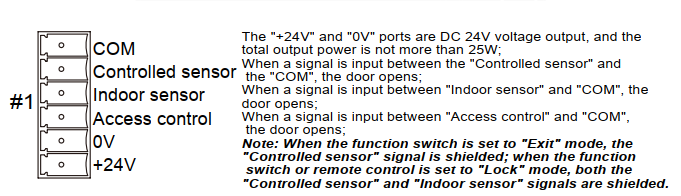 #1
COM
Controlled sensor
Indoor sensor
Access control
0V
+24V
The "+24V" and "0V" ports are DC 24V voltage output, and the
total output power is not more than 25W;
When a signal is input between the "Controlled sensor" and
the "COM", the door opens;
When a signal is input between "Indoor sensor" and "COM", the
door opens;
When a signal is input between "Access control" and "COM",
the door opens;
Note: When the function switch is set to "Exit" mode, the
"Controlled sensor" signal is shielded; when the function
switch or remote control is set to "Lock" mode, both the
"Controlled sensor" and "Indoor sensor" signals are shielded.